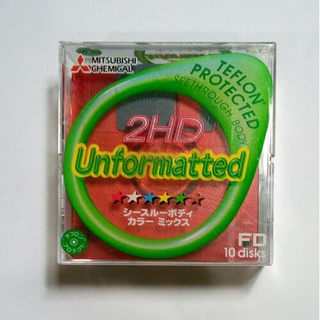 MITSUBISHI
CHEMICAL
TEFLON
PROTECTED
SEETHROUGH BODY
2HD
Unformatted
シースルーボディ
カラー ミックス
FD
10 disks